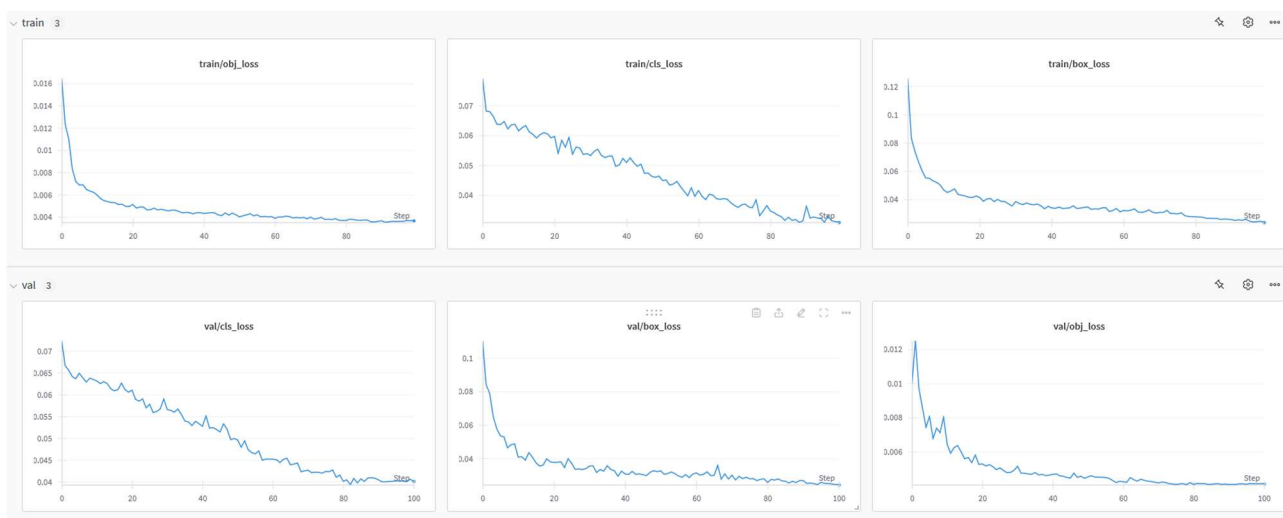 train 3
train/obj_loss
0.016
0.014
0.012
0.01
0.008
0.006
0.004
Step
0 20 40 60 80
train/cls_loss
0.07
0.06
0.05
0.04
Step
0 20 40 60 80
train/box_loss
0.12
0.1
0.08
0.06
0.04
Step
0 20 40 60 80
val 3
val/cls_loss
0.07
0.065
0.06
0.055
0.05
0.045
0.04
Step
0 20 40 60 80 100
val/box_loss
0.1
0.08
0.06
0.04
Step
0 20 40 60 80 100
val/obj_loss
0.012
0.01
0.008
0.006
Step
0 20 40 60 80 100